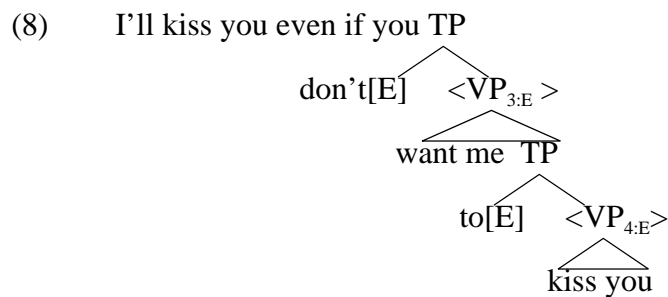 (8) I'll kiss you even if you TP
don't[E] <VP3:E >
want me TP
to[E] <VP4:E>
kiss you